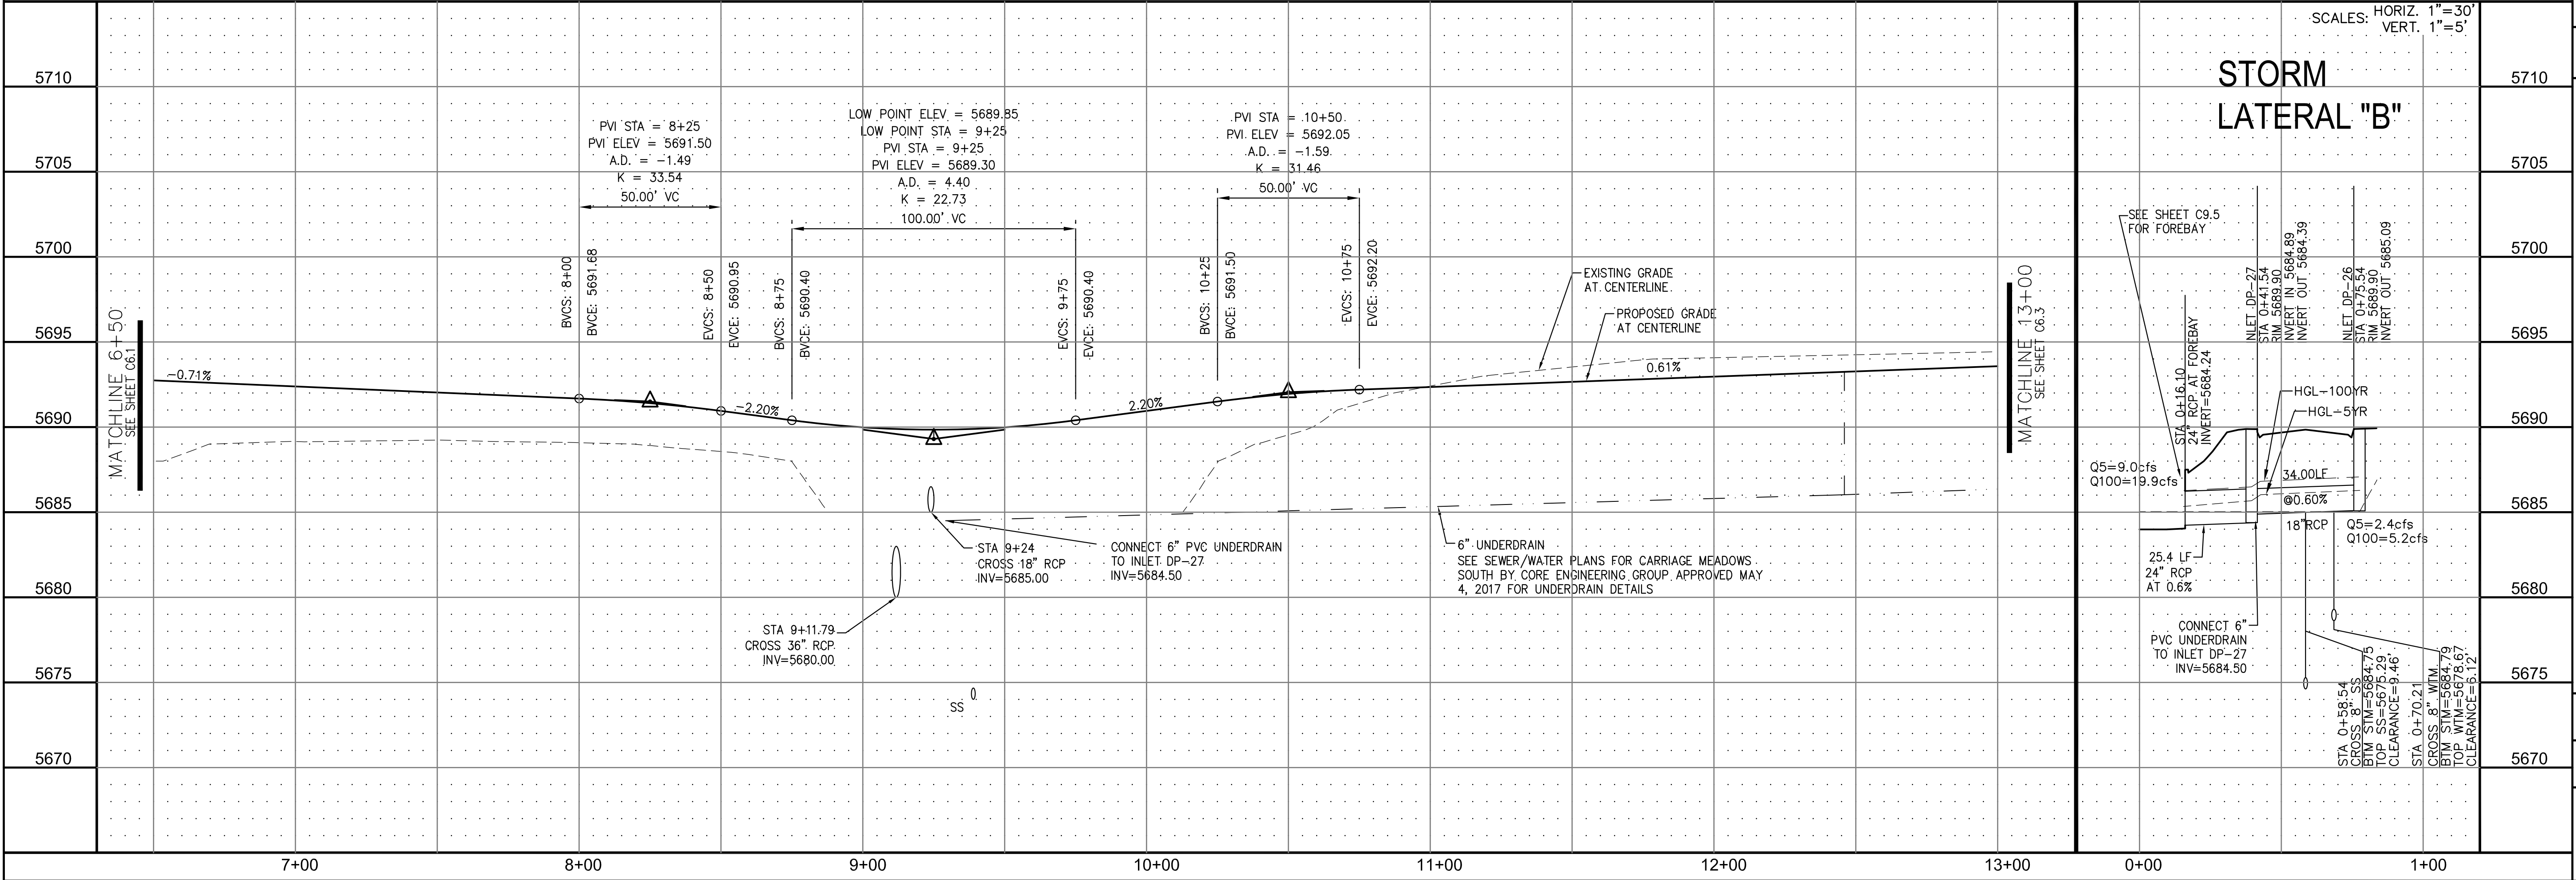 SCALES: HORIZ. 1"=30'
VERT. 1"=5'
STORM
LATERAL "B"
5710
5705
5700
5695
5690
5685
5680
5675
5670
MATCHLINE 6+50
SEE SHEET C6.1
-0.71%
PVI STA = 8+25
PVI ELEV = 5691.50
A.D. = -1.49
K = 33.54
50.00' VC
BVCS: 8+00
BVCE: 5691.68
EVCS: 8+50
EVCE: 5690.95
-2.20%
LOW POINT ELEV = 5689.85
LOW POINT STA = 9+25
PVI STA = 9+25
PVI ELEV = 5689.30
A.D. = 4.40
K = 22.73
100.00' VC
BVCS: 8+75
BVCE: 5690.40
EVCS: 9+75
EVCE: 5690.40
2.20%
PVI STA = 10+50
PVI ELEV = 5692.05
A.D. = -1.59
K = 31.46
50.00' VC
BVCS: 10+25
BVCE: 5691.50
EVCS: 10+75
EVCE: 5692.20
EXISTING GRADE
AT CENTERLINE
PROPOSED GRADE
AT CENTERLINE
0.61%
MATCHLINE 13+00
SEE SHEET C6.3
STA 9+24
CROSS 18" RCP
INV=5685.00
CONNECT 6" PVC UNDERDRAIN
TO INLET DP-27
INV=5684.50
STA 9+11.79
CROSS 36" RCP
INV=5680.00
SS
6" UNDERDRAIN
SEE SEWER/WATER PLANS FOR CARRIAGE MEADOWS
SOUTH BY CORE ENGINEERING GROUP APPROVED MAY
4, 2017 FOR UNDERDRAIN DETAILS
SEE SHEET C9.5
FOR FOREBAY
STA 0+16.10
24" RCP AT FOREBAY
INVERT=5684.24
INLET DP-27
STA 0+41.54
RIM 5689.90
INVERT IN 5684.89
INVERT OUT 5684.39
INLET DP-26
STA 0+75.54
RIM 5689.90
INVERT OUT 5685.09
HGL-100YR
HGL-5YR
Q5=9.0cfs
Q100=19.9cfs
34.00LF
@0.60%
18"RCP
Q5=2.4cfs
Q100=5.2cfs
25.4 LF
24" RCP
AT 0.6%
CONNECT 6"
PVC UNDERDRAIN
TO INLET DP-27
INV=5684.50
STA 0+58.54
CROSS 8" SS
BTM STM=5684.75
TOP SS=5675.29
CLEARANCE=9.46'
STA 0+70.21
CROSS 8" WTM
BTM STM=5684.79
TOP WTM=5678.67
CLEARANCE=6.12'
5710
5705
5700
5695
5690
5685
5680
5675
5670
7+00 8+00 9+00 10+00 11+00 12+00 13+00 0+00 1+00